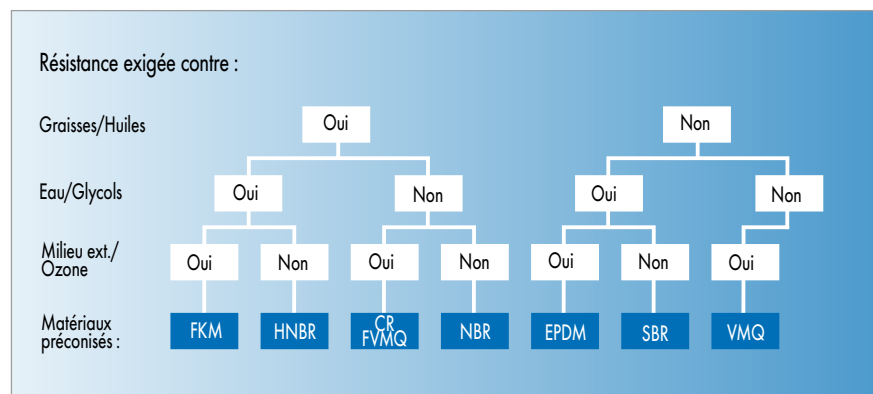 Résistance exigée contre :
Graisses/Huiles Oui Non
Eau/Glycols Oui Non Oui Non
Milieu ext./
Ozone Oui Non Oui Non Oui Non Oui
Matériaux
préconisés : FKM HNBR CR
FVMQ NBR EPDM SBR VMQ